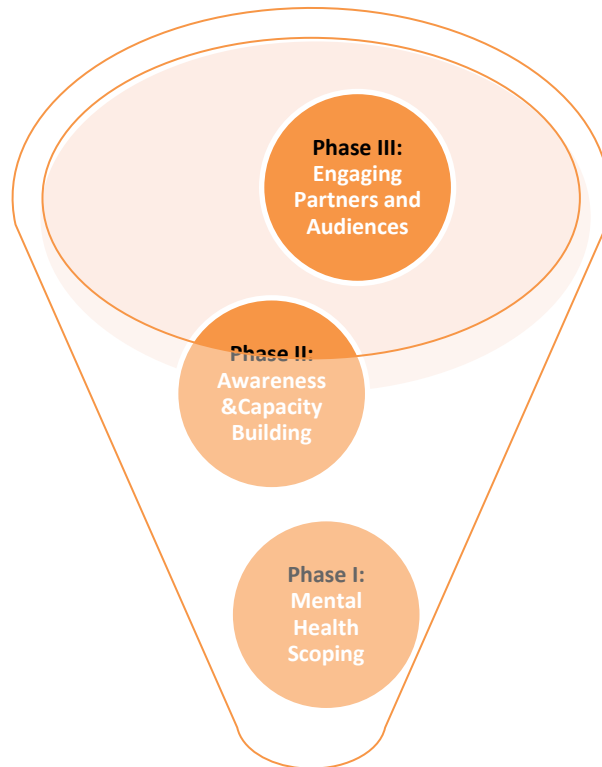 Phase III:
Engaging
Partners and
Audiences
Phase II:
Awareness
&Capacity
Building
Phase I:
Mental
Health
Scoping